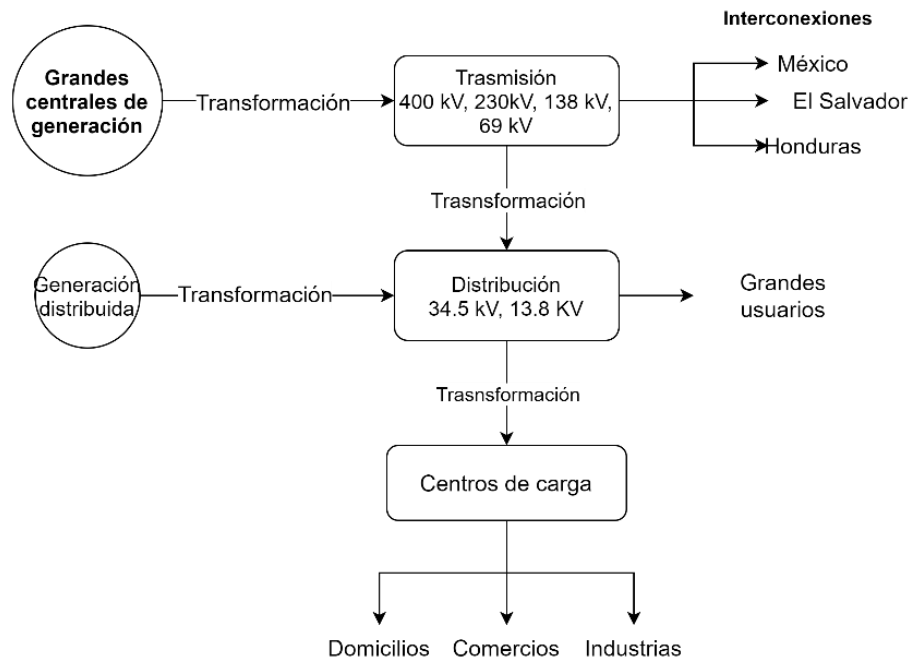 Interconexiones
Grandes
centrales de
generación
Transformación
Trasmisión
400 kV, 230kV, 138 kV,
69 kV
México
El Salvador
Honduras
Trasnsformación
Generación
distribuida
Transformación
Distribución
34.5 kV, 13.8 KV
Grandes
usuarios
Trasnsformación
Centros de carga
Domicilios
Comercios
Industrias